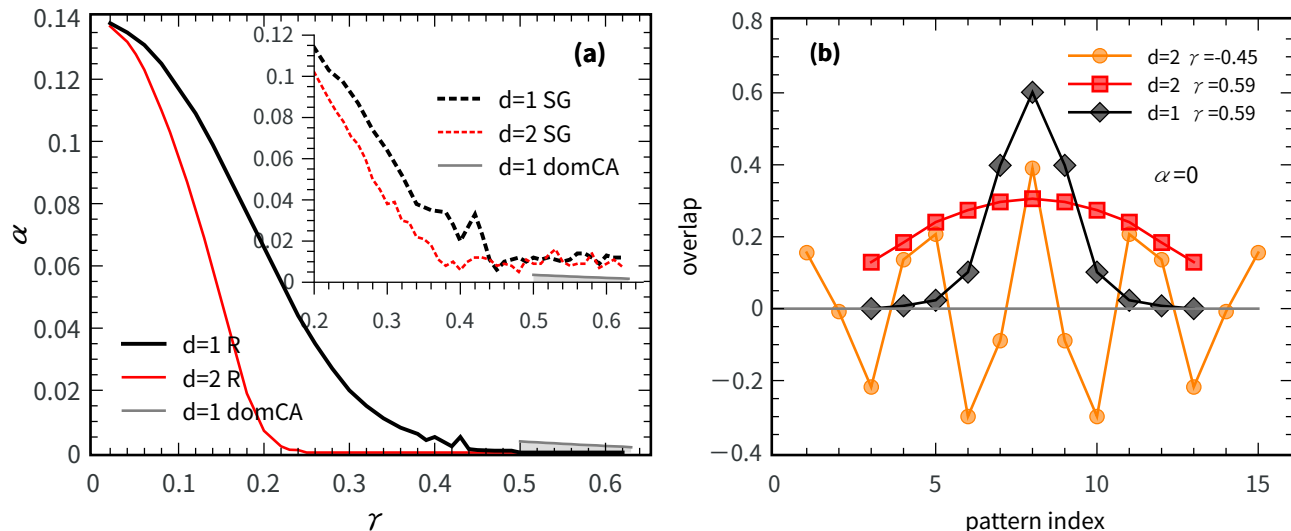 0.14
0.12
0.1
0.08
0.06
0.04
0.02
0
α
0
0.1
0.2
0.3
0.4
0.5
0.6
γ
(a)
0.12
0.1
0.08
0.06
0.04
0.02
0
0.2
0.3
0.4
0.5
0.6
d=1 SG
d=2 SG
d=1 domCA
d=1 R
d=2 R
d=1 domCA
(b)
0.8
0.6
0.4
0.2
0
−0.2
−0.4
overlap
0
5
10
15
pattern index
d=2 γ=-0.45
d=2 γ=0.59
d=1 γ=0.59
α=0